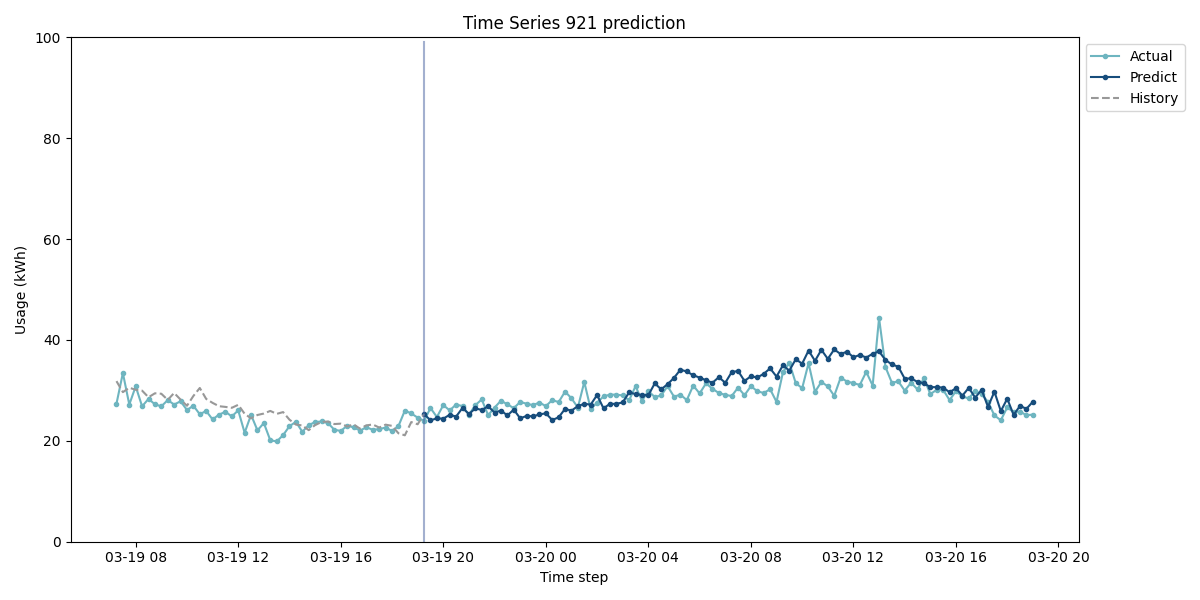 Time Series 921 prediction
100
80
60
40
20
0
Usage (kWh)
03-19 08
03-19 12
03-19 16
03-19 20
03-20 00
03-20 04
03-20 08
03-20 12
03-20 16
03-20 20
Time step
Actual
Predict
History